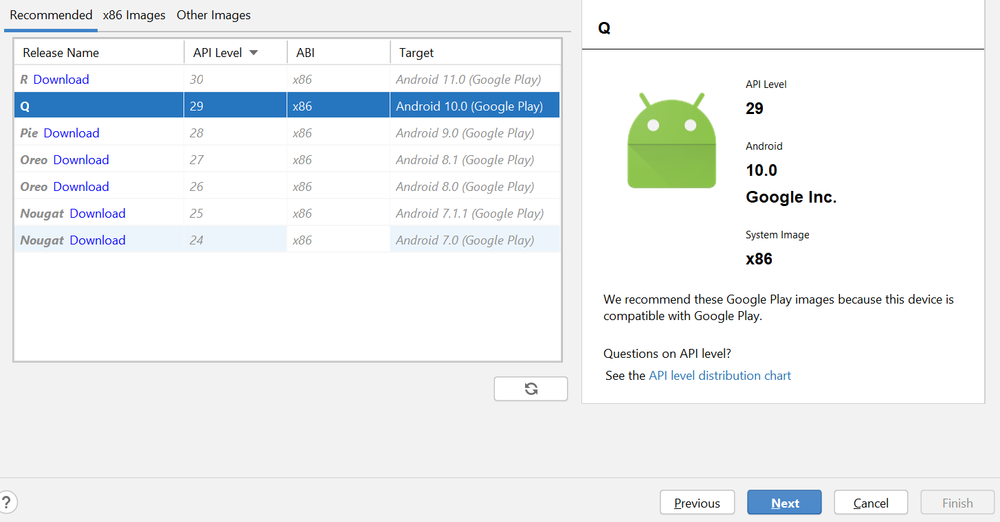 Recommended x86 Images Other Images
Release Name API Level ABI Target
R Download 30 x86 Android 11.0 (Google Play)
Q 29 x86 Android 10.0 (Google Play)
Pie Download 28 x86 Android 9.0 (Google Play)
Oreo Download 27 x86 Android 8.1 (Google Play)
Oreo Download 26 x86 Android 8.0 (Google Play)
Nougat Download 25 x86 Android 7.1.1 (Google Play)
Nougat Download 24 x86 Android 7.0 (Google Play)
Q
API Level
29
Android
10.0
Google Inc.
System Image
x86
We recommend these Google Play images because this device is
compatible with Google Play.
Questions on API level?
See the API level distribution chart
? Previous Next Cancel Finish